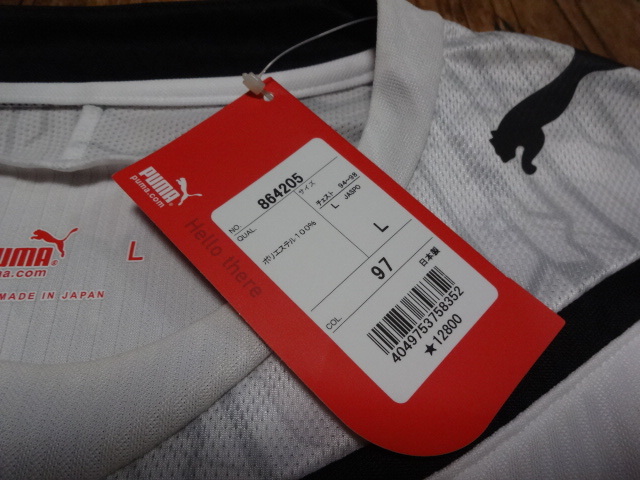 PUMA
puma.com
Hello there
NO. 864205
QUAL.
サイズ
ポリエステル100%
チェスト 94~98
L JASPO
L
COL. 97
日本製
4049753758352
★12800
PUMA
.com
L
MADE IN JAPAN